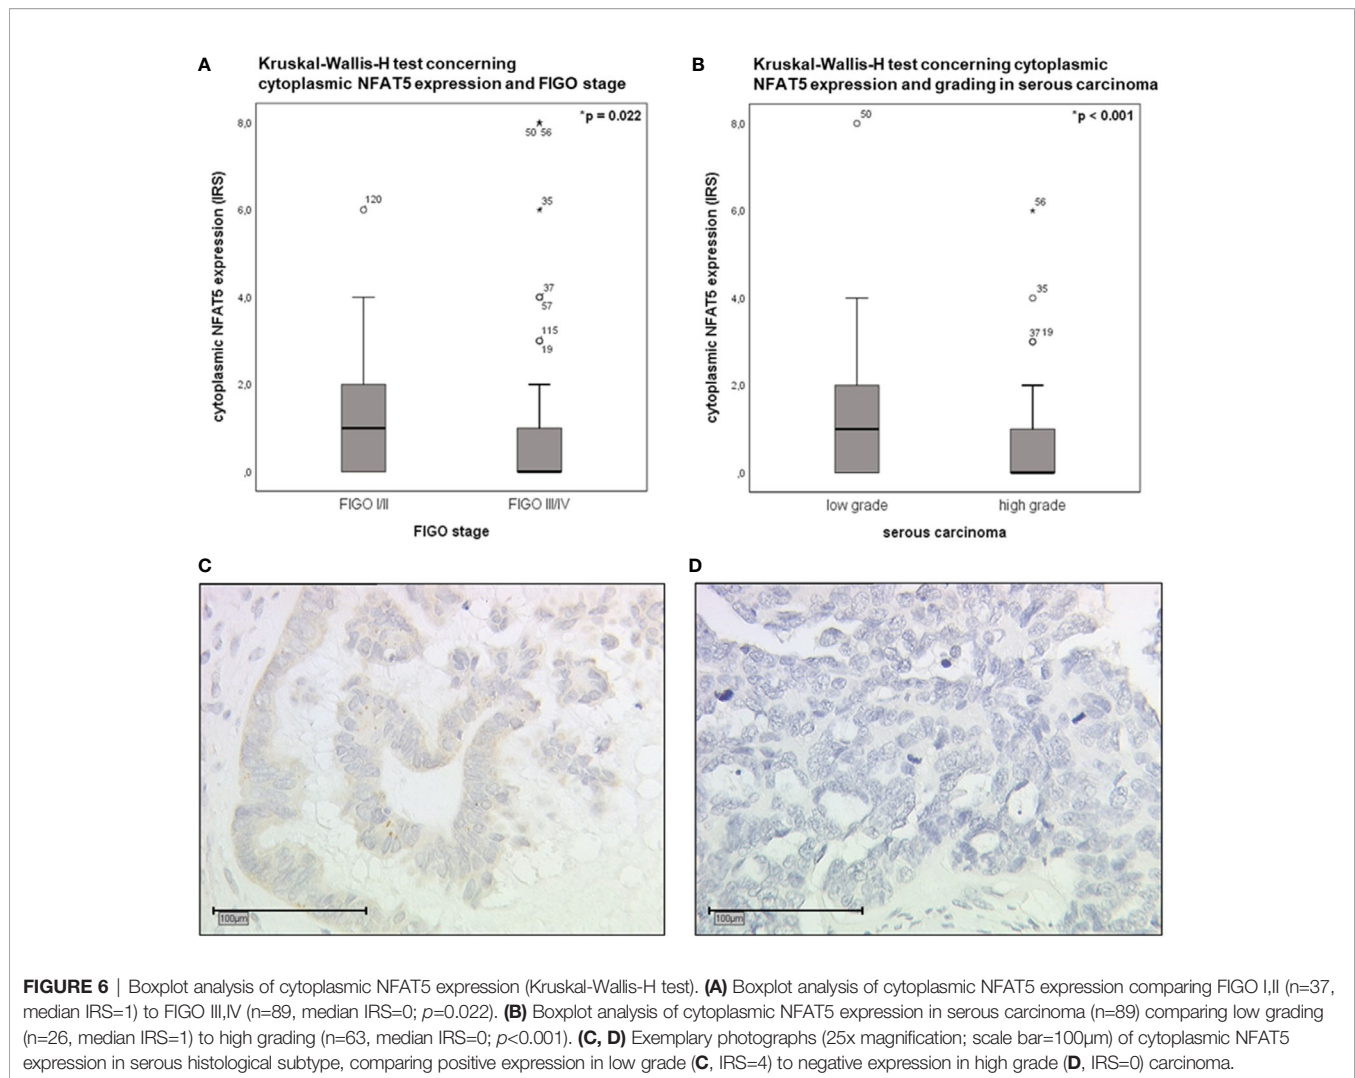 A
Kruskal-Wallis-H test concerning
cytoplasmic NFAT5 expression and FIGO stage
*p = 0.022
cytoplasmic NFAT5 expression (IRS)
8,0
6,0
4,0
2,0
,0
50 56
120
35
37
57
115
19
FIGO I/II
FIGO III/IV
FIGO stage
B
Kruskal-Wallis-H test concerning cytoplasmic
NFAT5 expression and grading in serous carcinoma
*p < 0.001
cytoplasmic NFAT5 expression (IRS)
8,0
6,0
4,0
2,0
,0
50
56
35
37 19
low grade
high grade
serous carcinoma
C
100µm
D
100µm
FIGURE 6 | Boxplot analysis of cytoplasmic NFAT5 expression (Kruskal-Wallis-H test). (A) Boxplot analysis of cytoplasmic NFAT5 expression comparing FIGO I,II (n=37,
median IRS=1) to FIGO III,IV (n=89, median IRS=0; p=0.022). (B) Boxplot analysis of cytoplasmic NFAT5 expression in serous carcinoma (n=89) comparing low grading
(n=26, median IRS=1) to high grading (n=63, median IRS=0; p<0.001). (C, D) Exemplary photographs (25x magnification; scale bar=100µm) of cytoplasmic NFAT5
expression in serous histological subtype, comparing positive expression in low grade (C, IRS=4) to negative expression in high grade (D, IRS=0) carcinoma.